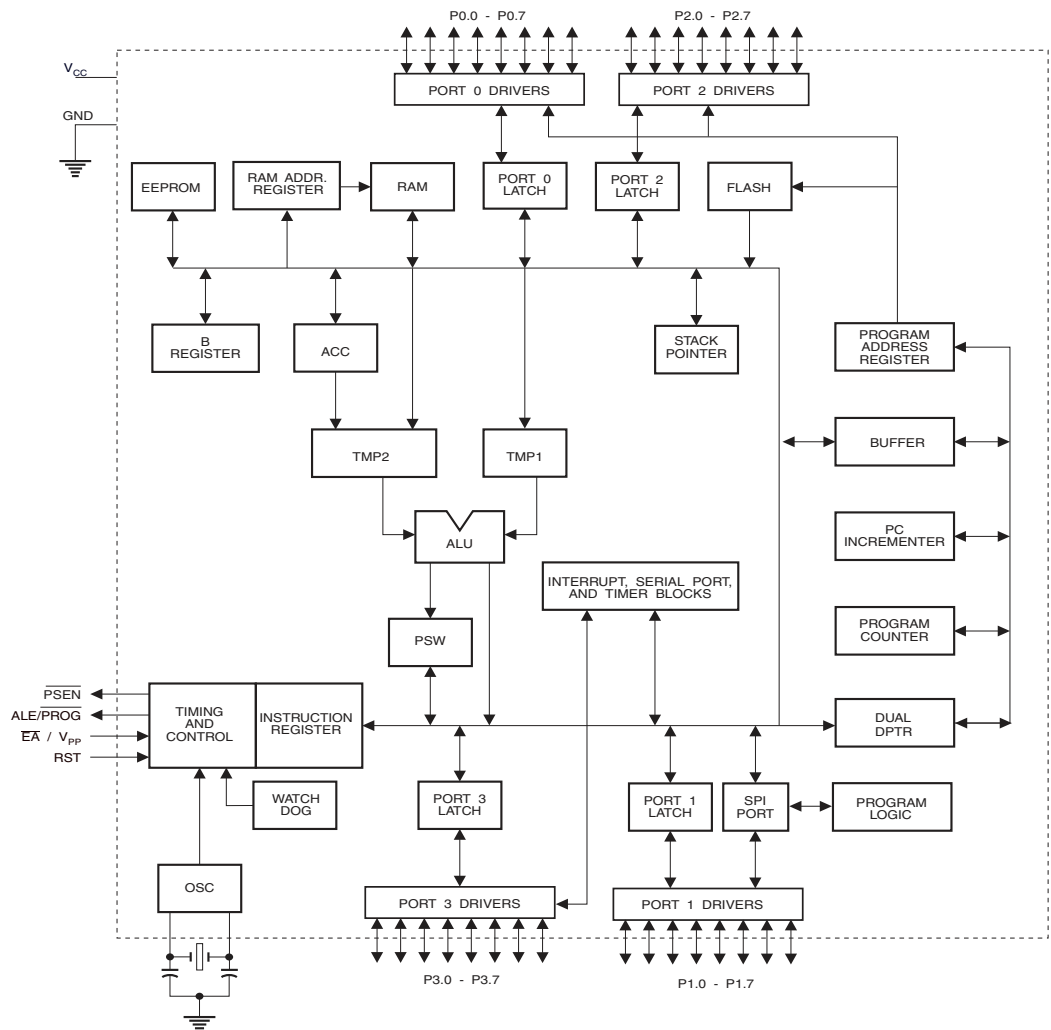 P0.0 - P0.7
P2.0 - P2.7
VCC
PORT 0 DRIVERS
PORT 2 DRIVERS
GND
EEPROM
RAM ADDR.
REGISTER
RAM
PORT 0
LATCH
PORT 2
LATCH
FLASH
B
REGISTER
ACC
STACK
POINTER
PROGRAM
ADDRESS
REGISTER
TMP2
TMP1
BUFFER
ALU
PC
INCREMENTER
INTERRUPT, SERIAL PORT,
AND TIMER BLOCKS
PSW
PROGRAM
COUNTER
PSEN
ALE/PROG
EA / VPP
RST
TIMING
AND
CONTROL
INSTRUCTION
REGISTER
DUAL
DPTR
WATCH
DOG
PORT 3
LATCH
PORT 1
LATCH
SPI
PORT
PROGRAM
LOGIC
OSC
PORT 3 DRIVERS
PORT 1 DRIVERS
P3.0 - P3.7
P1.0 - P1.7